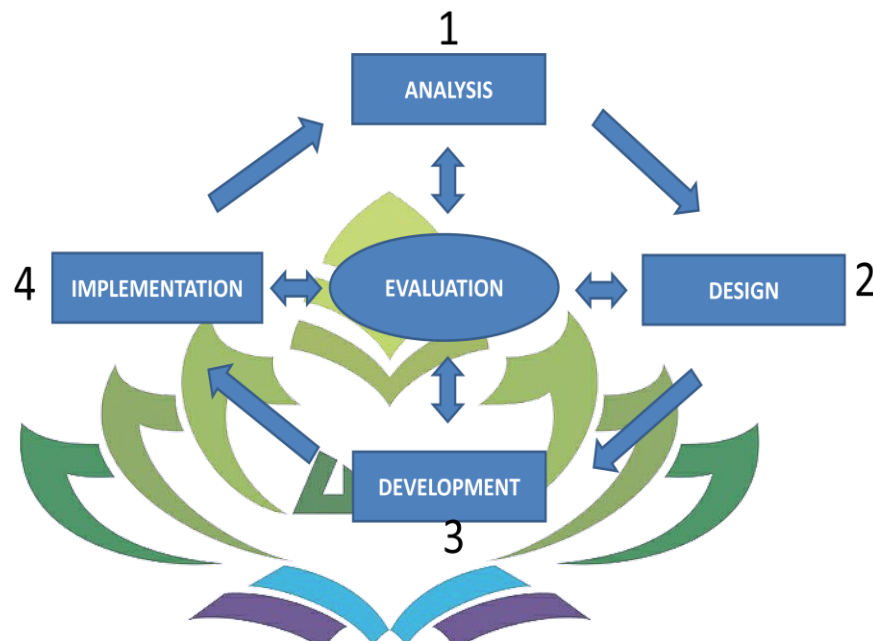 1
ANALYSIS
4
IMPLEMENTATION
EVALUATION
DESIGN
2
DEVELOPMENT
3